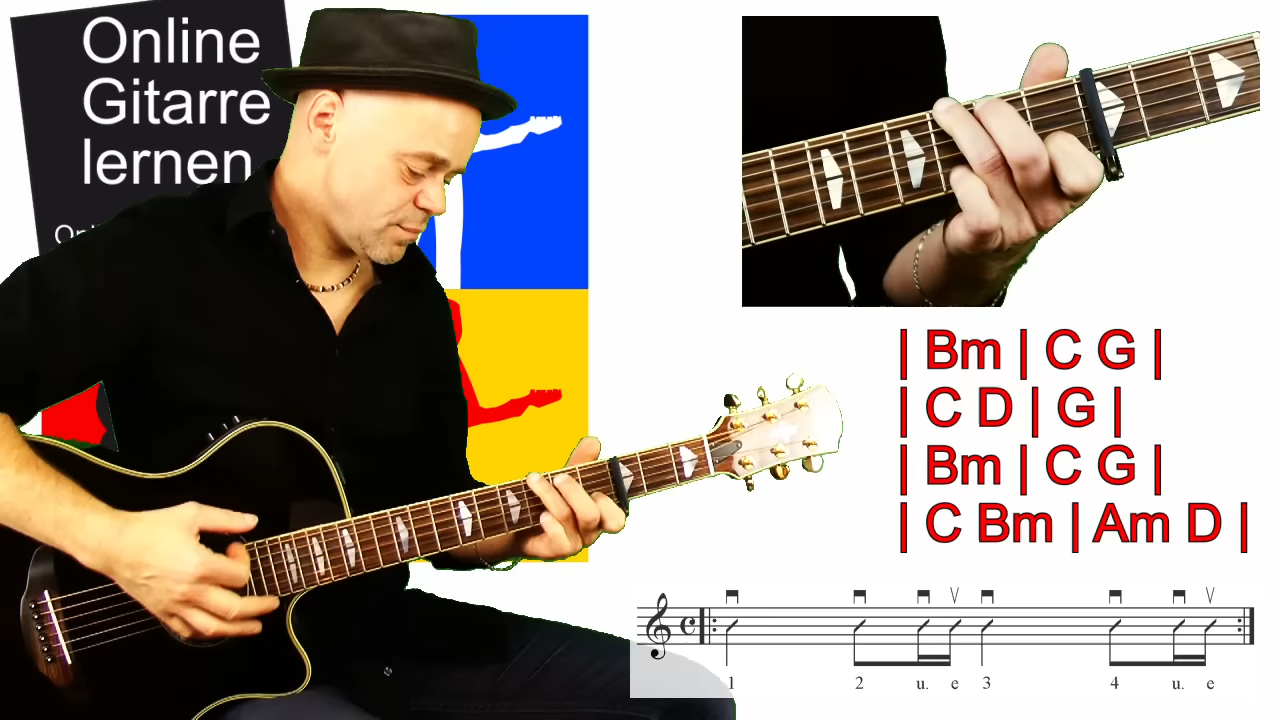 Online
Gitarre
lernen
| Bm | C G |
| C D | G |
| Bm | C G |
| C Bm | Am D |
1 2 u. e 3 4 u. e